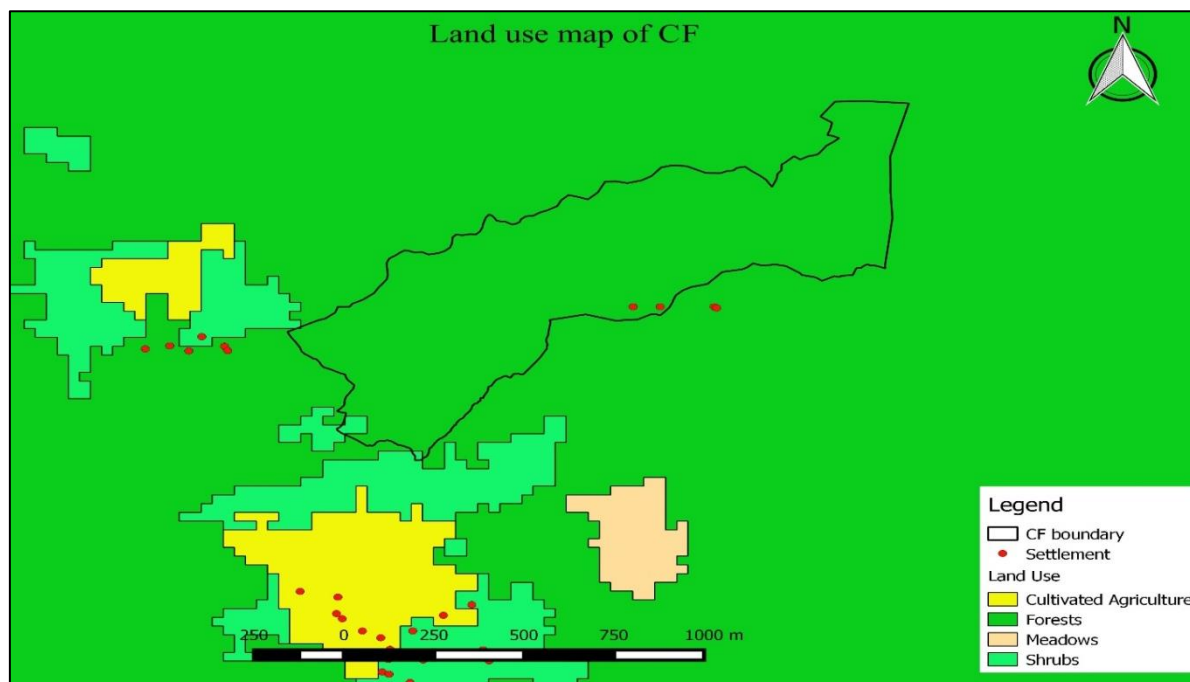 Land use map of CF
N
250 0 250 500 750 1000 m
Legend
CF boundary
Settlement
Land Use
Cultivated Agriculture
Forests
Meadows
Shrubs